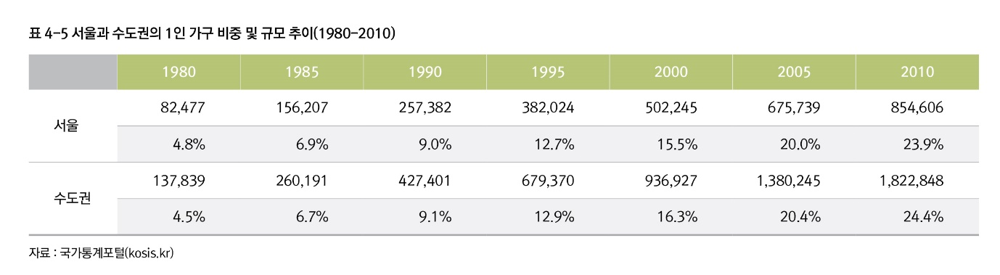 표 4-5 서울과 수도권의 1인 가구 비중 및 규모 추이(1980-2010)
1980 1985 1990 1995 2000 2005 2010
서울
82,477 156,207 257,382 382,024 502,245 675,739 854,606
4.8% 6.9% 9.0% 12.7% 15.5% 20.0% 23.9%
수도권
137,839 260,191 427,401 679,370 936,927 1,380,245 1,822,848
4.5% 6.7% 9.1% 12.9% 16.3% 20.4% 24.4%
자료 : 국가통계포털(kosis.kr)